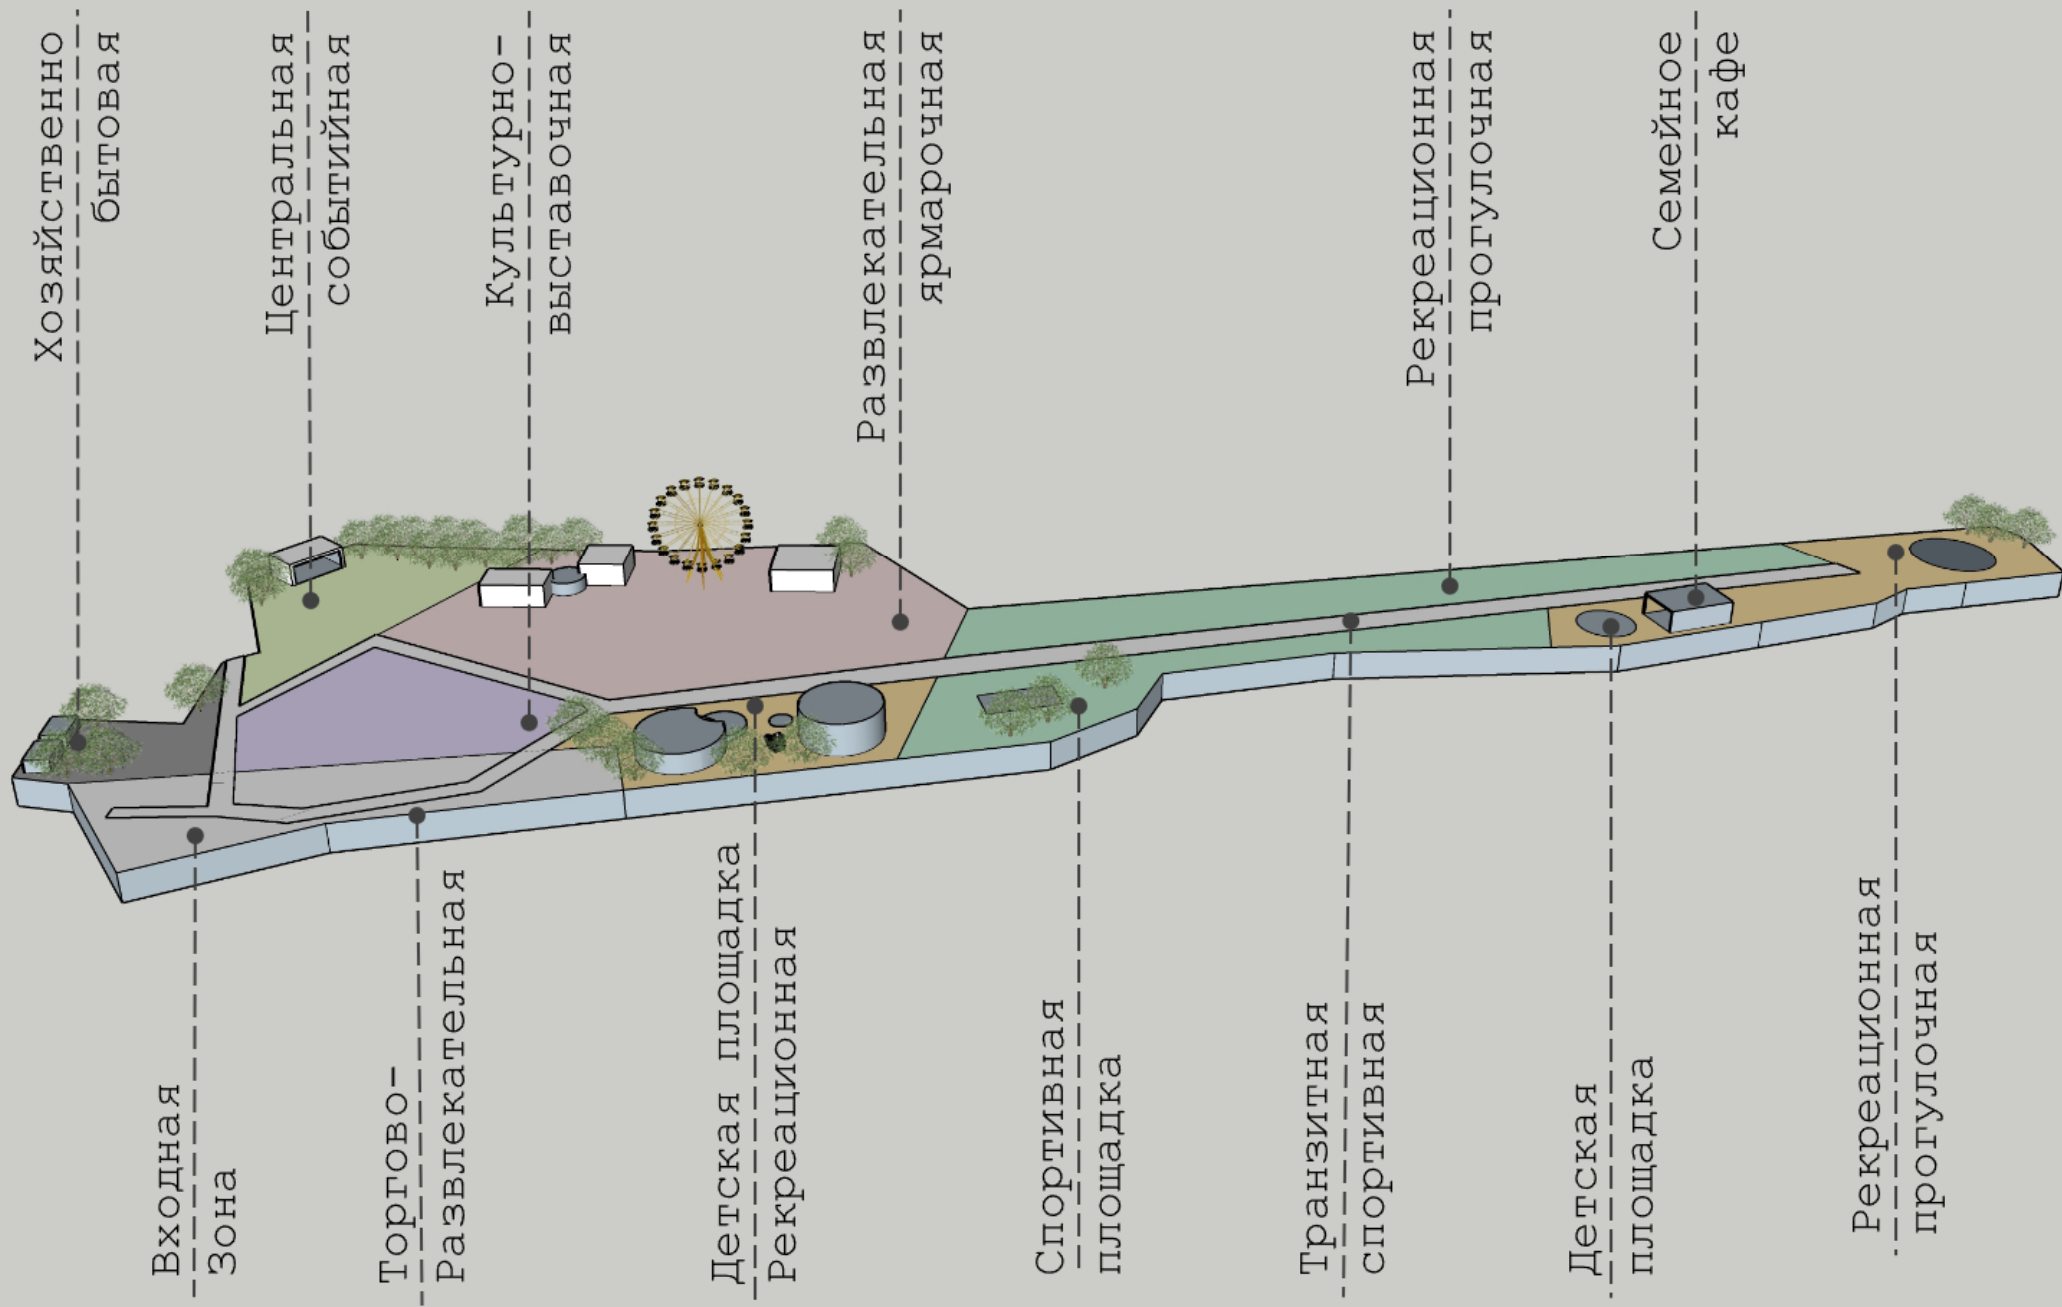 Хозяйственно
бытовая
Центральная
событийная
Культурно-
выставочная
Развлекательная
ярмарочная
Рекреационная
прогулочная
Семейное
кафе
Входная
Зона
Торгово-
Развлекательная
Детская площадка
Рекреационная
Спортивная
площадка
Транзитная
спортивная
Детская
площадка
Рекреационная
прогулочная